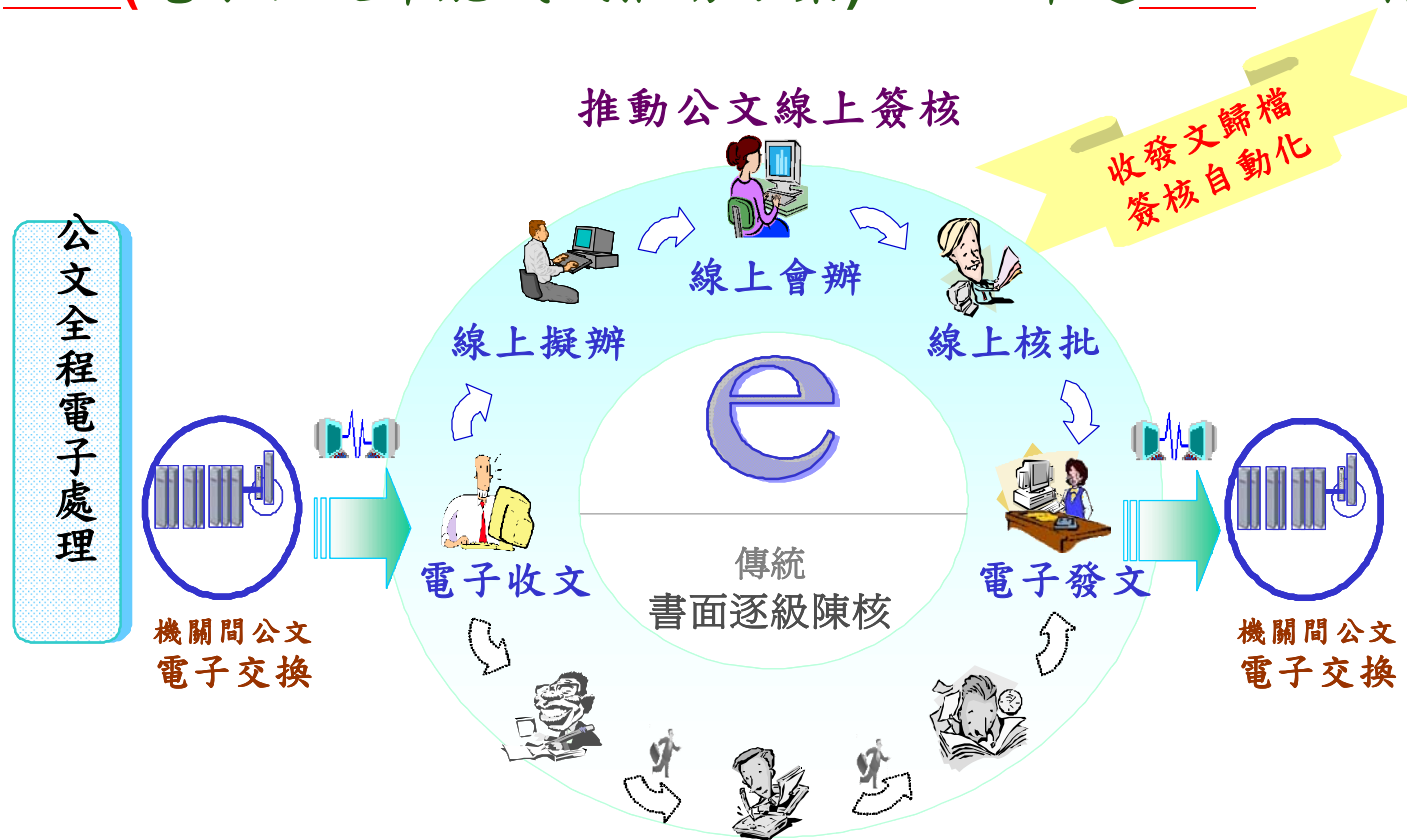 推動公文線上簽核
收發文歸檔
簽核自動化
公文全程電子處理
線上會辦
線上擬辦
線上核批
e
電子收文
傳統
書面逐級陳核
電子發文
機關間公文
電子交換
機關間公文
電子交換